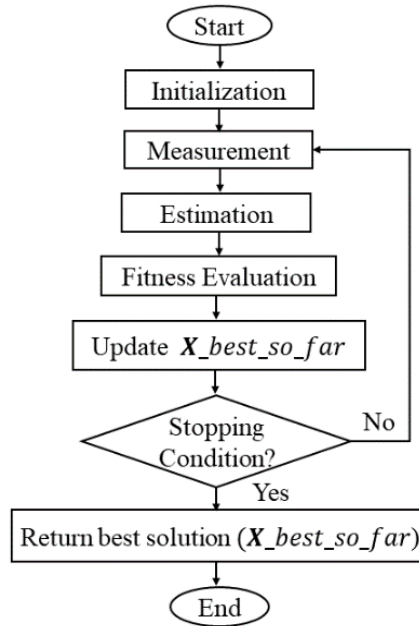 Start
Initialization
Measurement
Estimation
Fitness Evaluation
Update X_best_so_far
Stopping
Condition?
No
Yes
Return best solution (X_best_so_far)
End